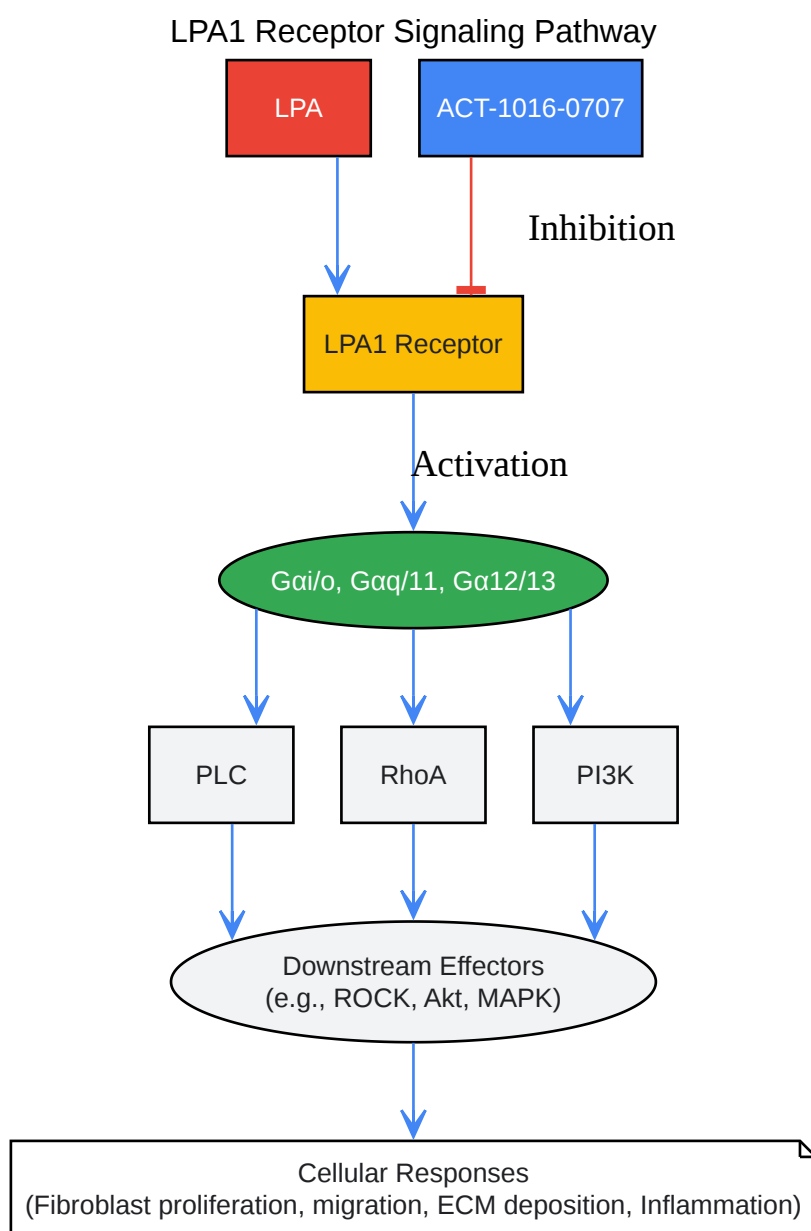 LPA1 Receptor Signaling Pathway
LPA
ACT-1016-0707
Inhibition
LPA1 Receptor
Activation
Gαi/o, Gαq/11, Gα12/13
PLC
RhoA
PI3K
Downstream Effectors
(e.g., ROCK, Akt, MAPK)
Cellular Responses
(Fibroblast proliferation, migration, ECM deposition, Inflammation)